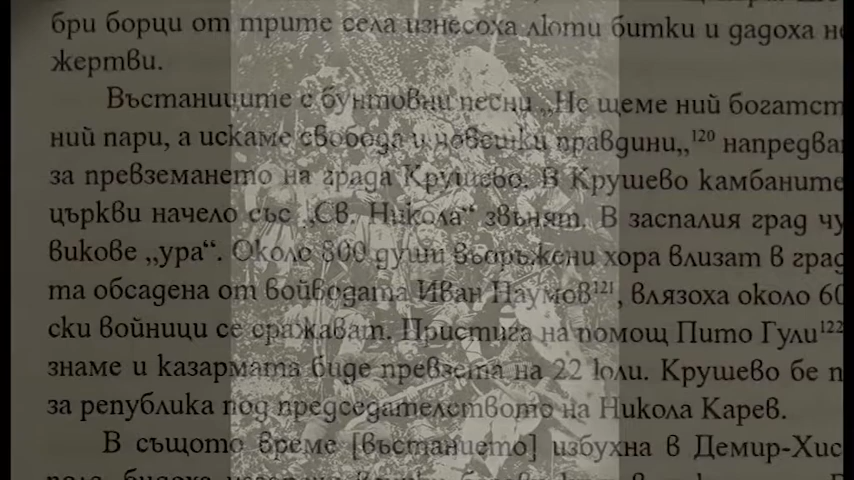 бри борци от трите села изнесоха люти битки и дадоха не
жертви.
Въстаниците с бунтовни песни „Не щеме ний богатст
ний пари, а искаме свобода и човешки правдини„120 напредва
за превземането на града Крушево. В Крушево камбаните
църкви начело със „Св. Никола“ звънят. В заспалия град чу
викове „ура“. Около 800 души въоръжени хора влизат в град
та обсадена от войводата Иван Наумов121, влязоха около 60
ски войници се сражават. Пристига на помощ Пито Гули122
знаме и казармата биде превзета на 22 юли. Крушево бе п
за република под председателството на Никола Карев.
В същото време [въстанието] избухна в Демир-Хис